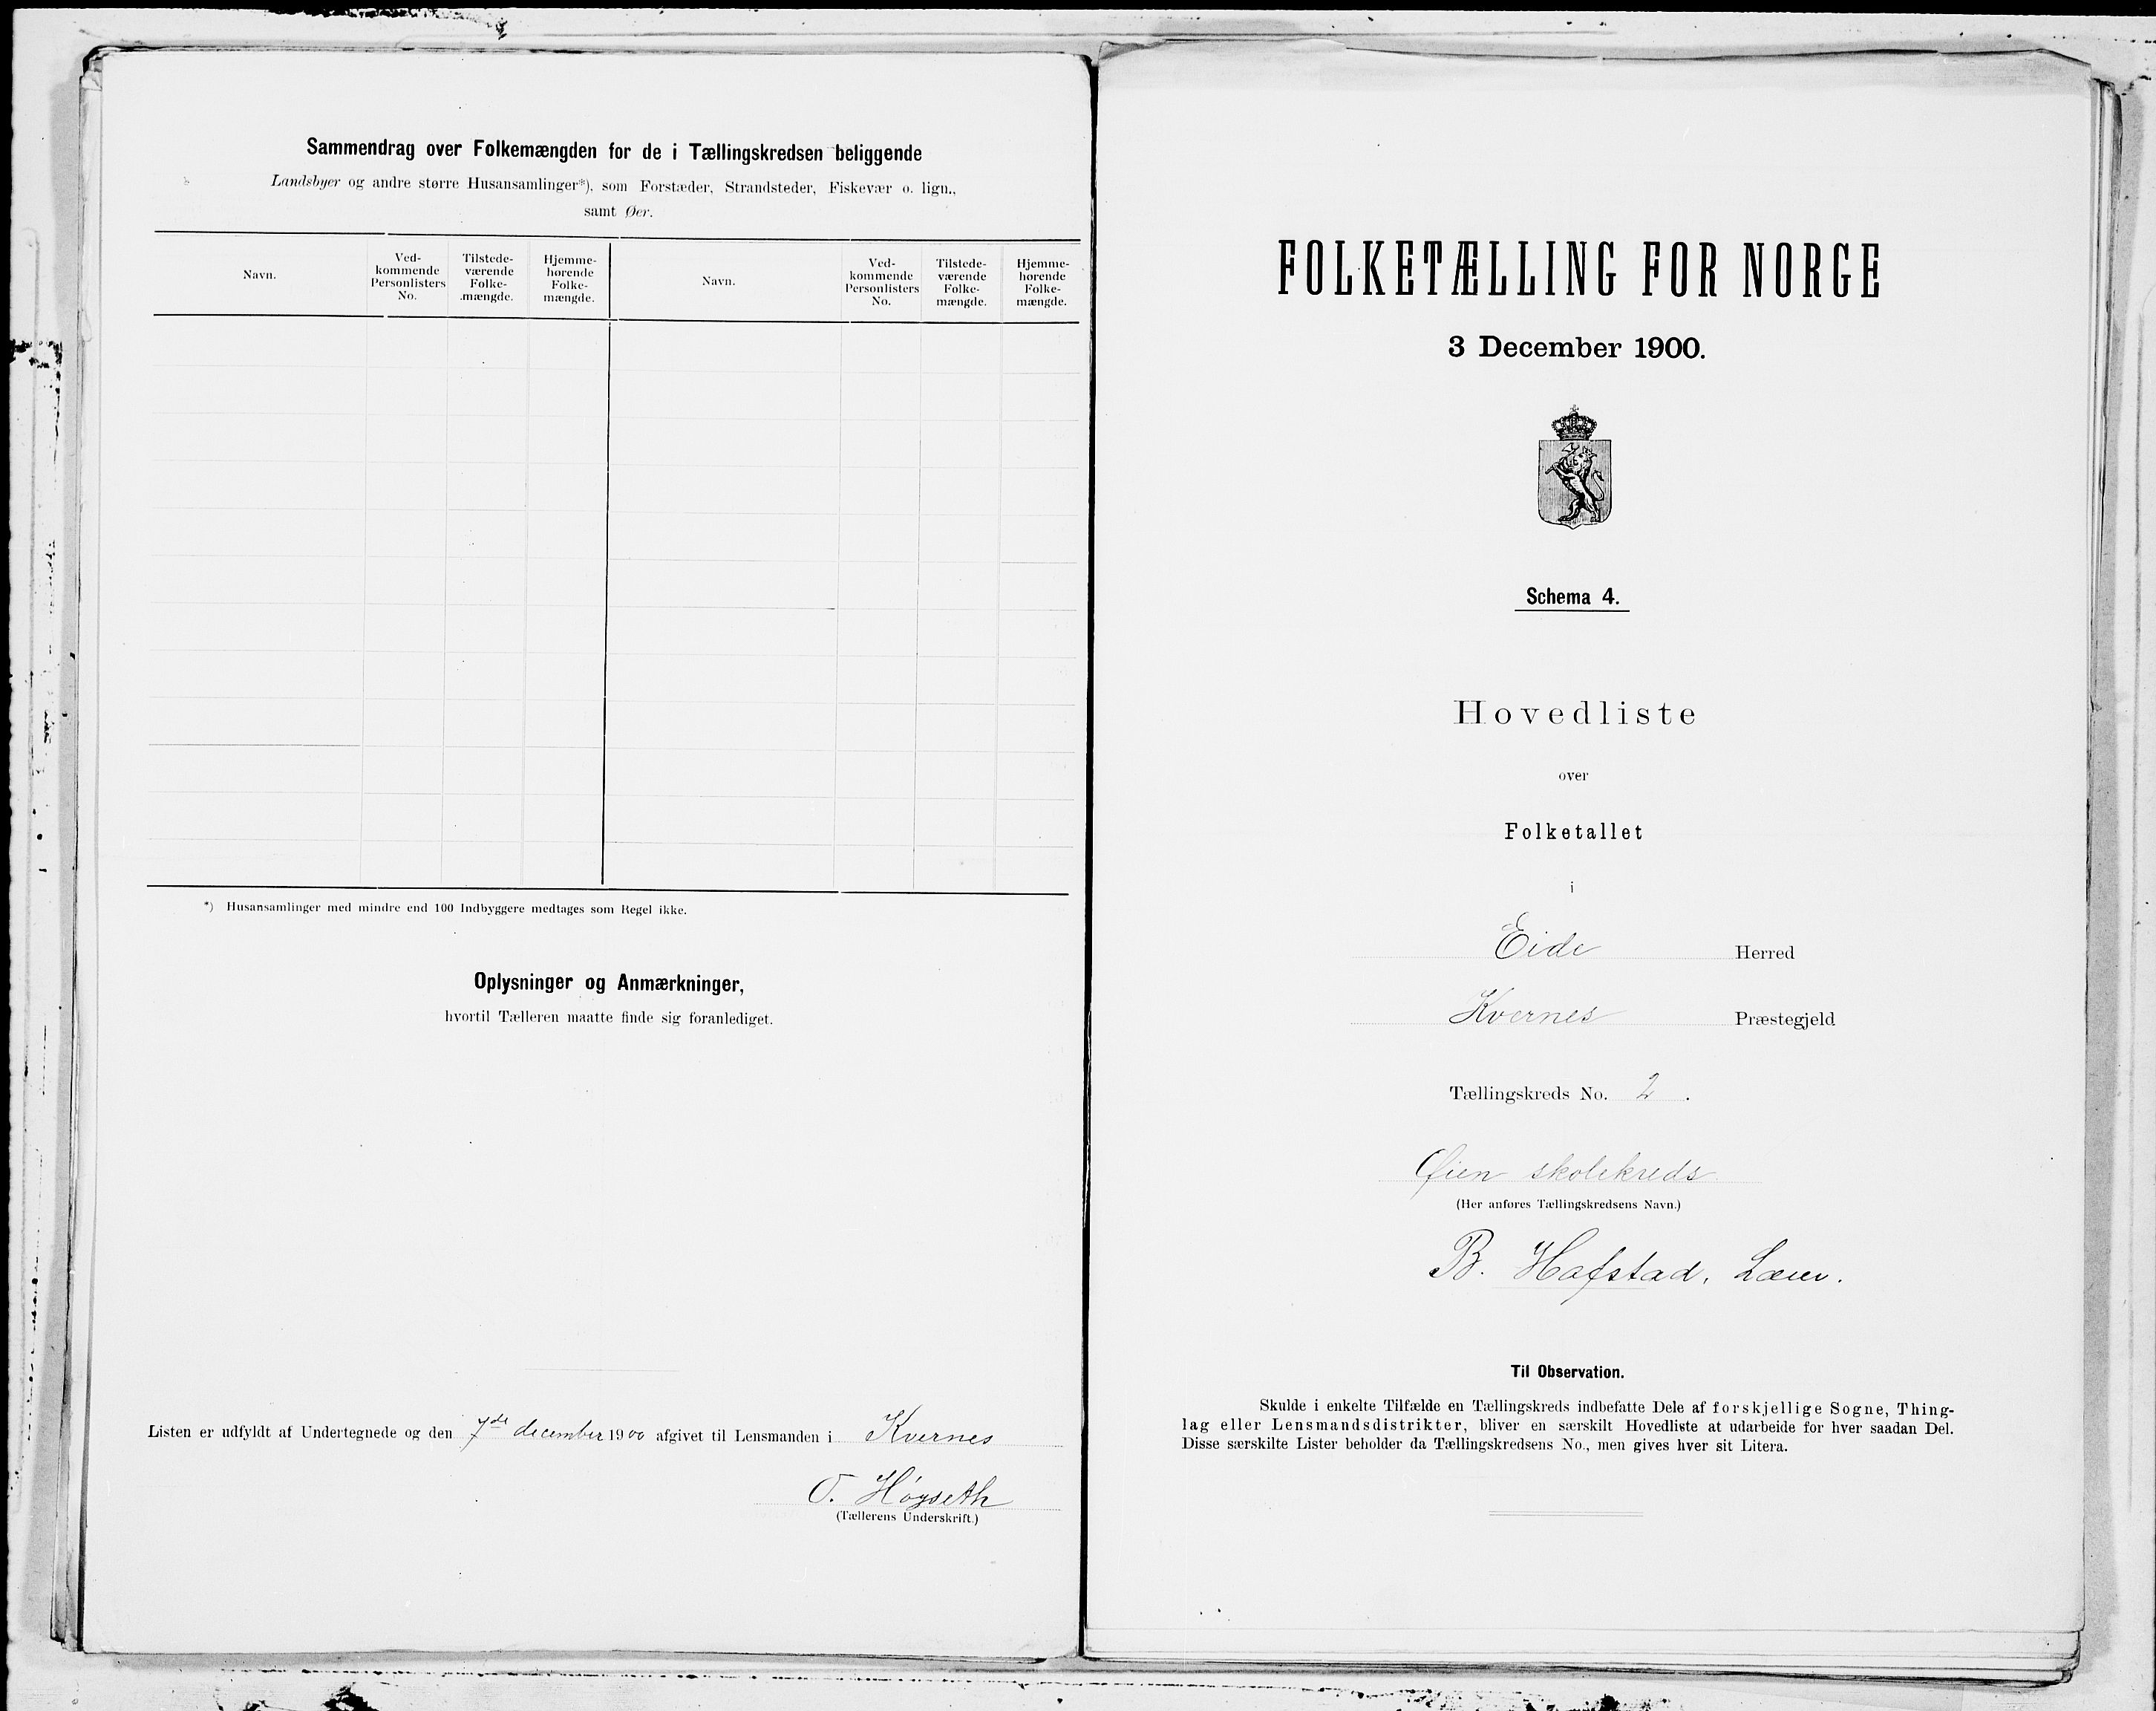 Sammendrag over Folkemængden for de i Tællingskredsen beliggende
Landsbyer og andre større Husansamlinger*), som Forstæder, Strandsteder, Fiskevær o. lign.,
samt Øer.
Navn.
Ved-
kommende
Personlisters
No.
Tilstede-
værende
Folke-
mængde.
Hjemme-
hørende
Folke-
mængde.
Navn.
Ved-
kommende
Personlisters
No.
Tilstede-
værende
Folke-
mængde.
Hjemme-
hørende
Folke-
mængde.
*) Husansamlinger med mindre end 100 Indbyggere medtages som Regel ikke.
Oplysninger og Anmærkninger,
hvortil Tælleren maatte finde sig foranlediget.
Listen er udfyldt af Undertegnede og den 7de december 1900 afgivet til Lensmanden i Kvernes
O. Høyseth
(Tællerens Underskrift.)
FOLKETÆLLING FOR NORGE
3 December 1900.
Schema 4.
Hovedliste
over
Folketallet
i
Eide Herred
Kvernes Præstegjeld
Tællingskreds No. 2.
Øien skolekreds
(Her anføres Tællingskredsens Navn.)
B. Hafstad,
Til Observation.
Skulde i enkelte Tilfælde en Tællingskreds indbefatte Dele af forskjellige Sogne, Thing-
lag eller Lensmandsdistrikter, bliver en særskilt Hovedliste at udarbeide for hver saadan Del.
Disse særskilte Lister beholder da Tællingskredsens No., men gives hver sit Litera.